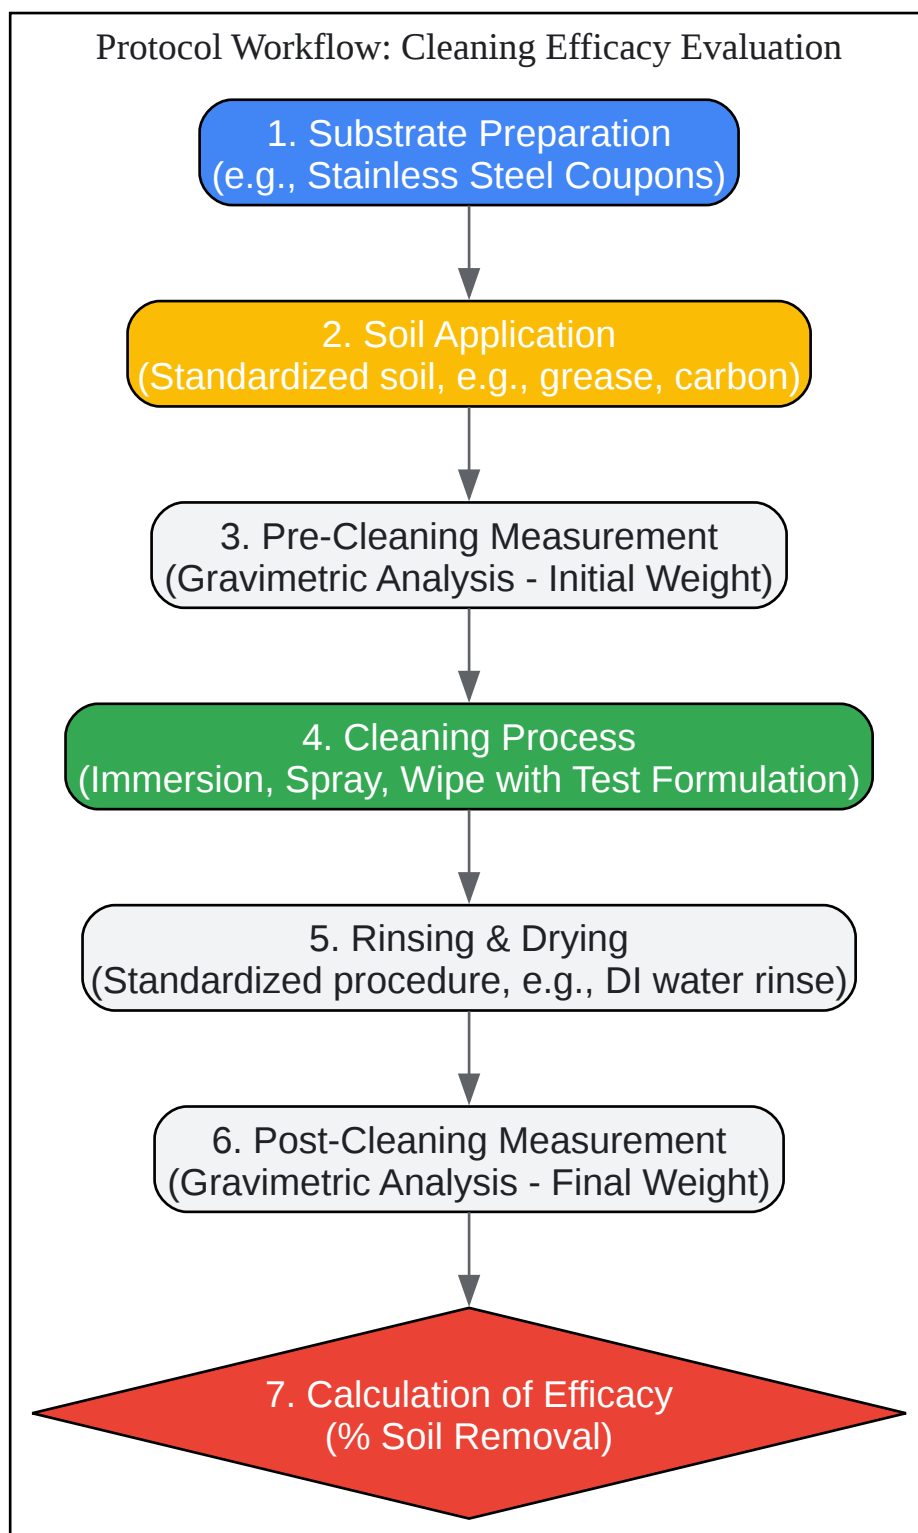 Protocol Workflow: Cleaning Efficacy Evaluation
1. Substrate Preparation
(e.g., Stainless Steel Coupons)
2. Soil Application
(Standardized soil, e.g., grease, carbon)
3. Pre-Cleaning Measurement
(Gravimetric Analysis - Initial Weight)
4. Cleaning Process
(Immersion, Spray, Wipe with Test Formulation)
5. Rinsing & Drying
(Standardized procedure, e.g., DI water rinse)
6. Post-Cleaning Measurement
(Gravimetric Analysis - Final Weight)
7. Calculation of Efficacy
(% Soil Removal)